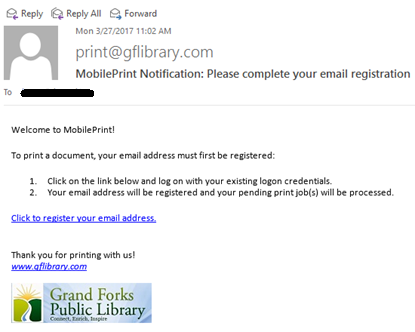 Reply Reply All Forward
Mon 3/27/2017 11:02 AM
print@gflibrary.com
MobilePrint Notification: Please complete your email registration
To
Welcome to MobilePrint!
To print a document, your email address must first be registered:
1. Click on the link below and log on with your existing logon credentials.
2. Your email address will be registered and your pending print job(s) will be processed.
Click to register your email address.
Thank you for printing with us!
www.gflibrary.com
Grand Forks
Public Library
Connect, Enrich, Inspire